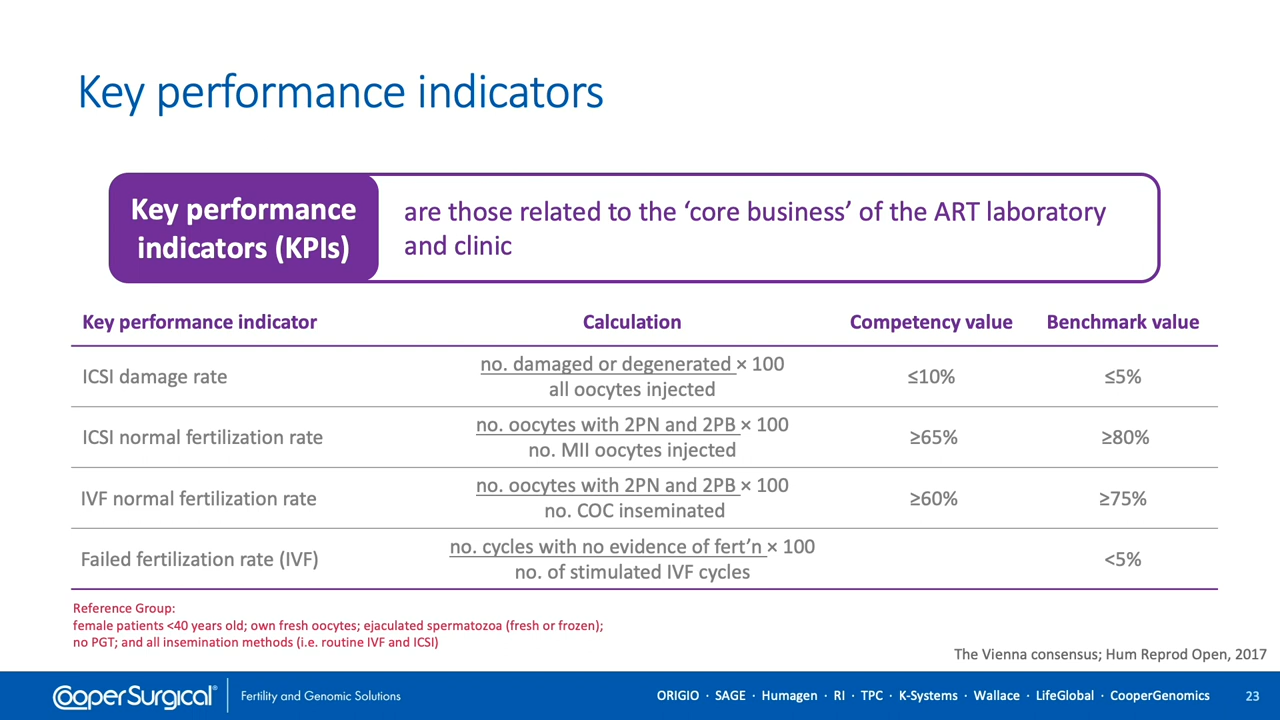 Key performance indicators
Key performance
indicators (KPIs)
are those related to the ‘core business’ of the ART laboratory
and clinic
Key performance indicator Calculation Competency value Benchmark value
ICSI damage rate
no. damaged or degenerated × 100
all oocytes injected
≤10% ≤5%
ICSI normal fertilization rate
no. oocytes with 2PN and 2PB × 100
no. MII oocytes injected
≥65% ≥80%
IVF normal fertilization rate
no. oocytes with 2PN and 2PB × 100
no. COC inseminated
≥60% ≥75%
Failed fertilization rate (IVF)
no. cycles with no evidence of fert’n × 100
no. of stimulated IVF cycles
<5%
Reference Group:
female patients <40 years old; own fresh oocytes; ejaculated spermatozoa (fresh or frozen);
no PGT; and all insemination methods (i.e. routine IVF and ICSI)
The Vienna consensus; Hum Reprod Open, 2017
CooperSurgical® Fertility and Genomic Solutions
ORIGIO · SAGE · Humagen · RI · TPC · K-Systems · Wallace · LifeGlobal · CooperGenomics 23